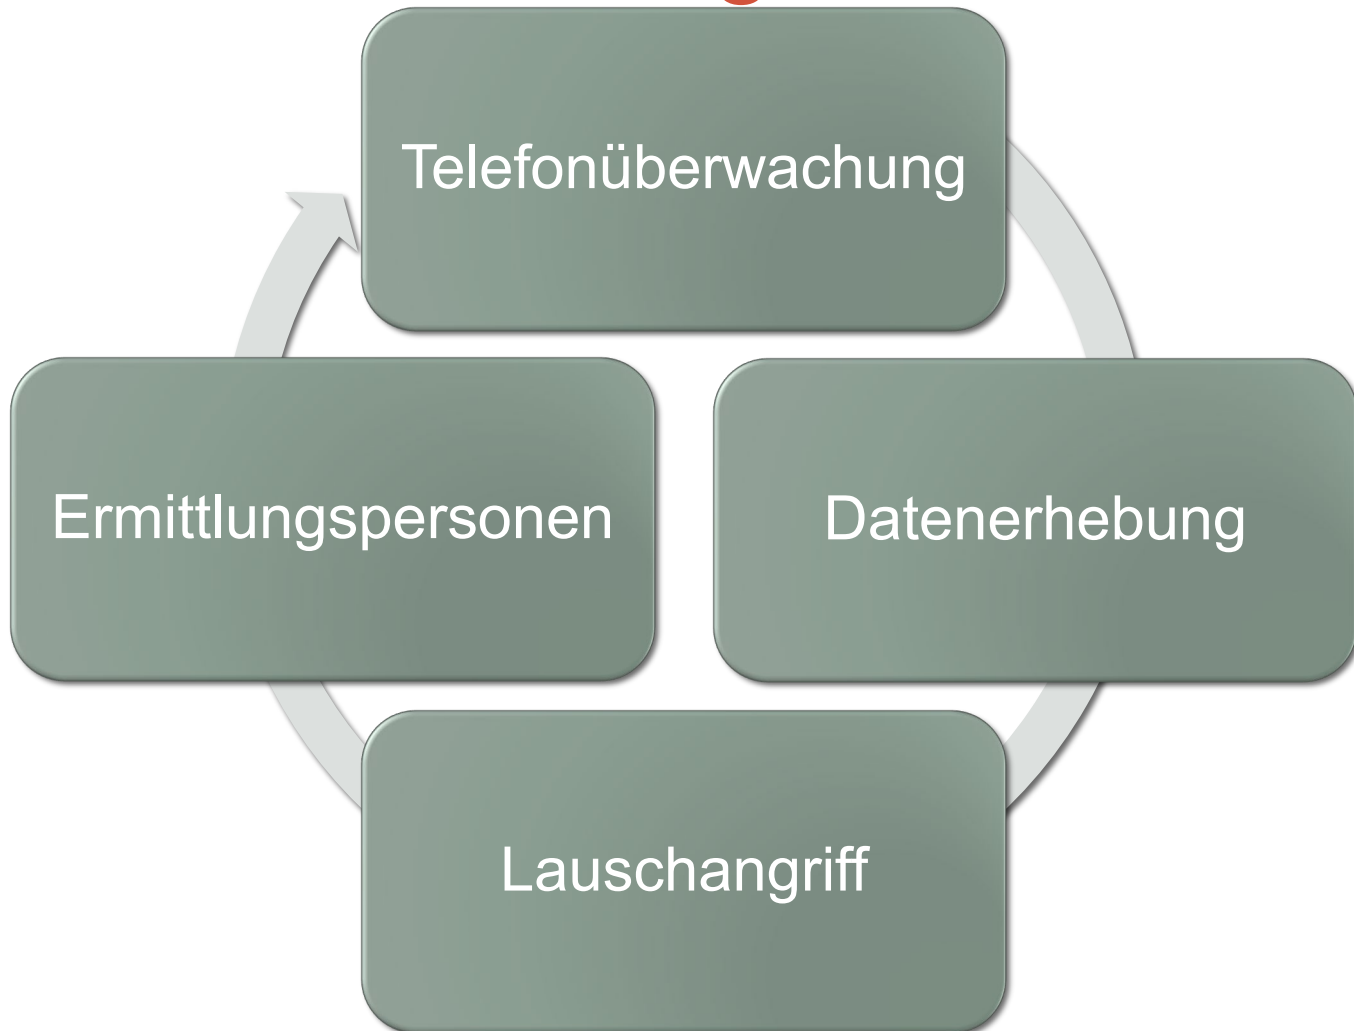 Telefonüberwachung
Ermittlungspersonen
Datenerhebung
Lauschangriff